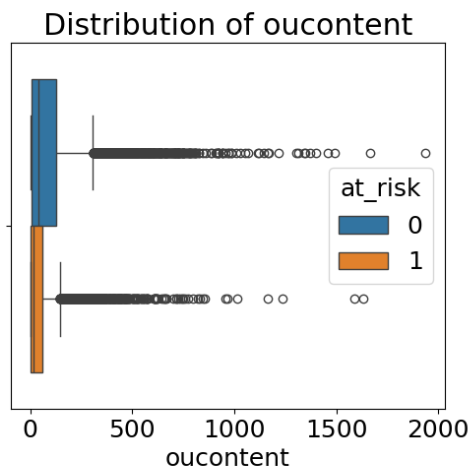 Distribution of oucontent
at_risk
0
1
0 500 1000 1500 2000
oucontent